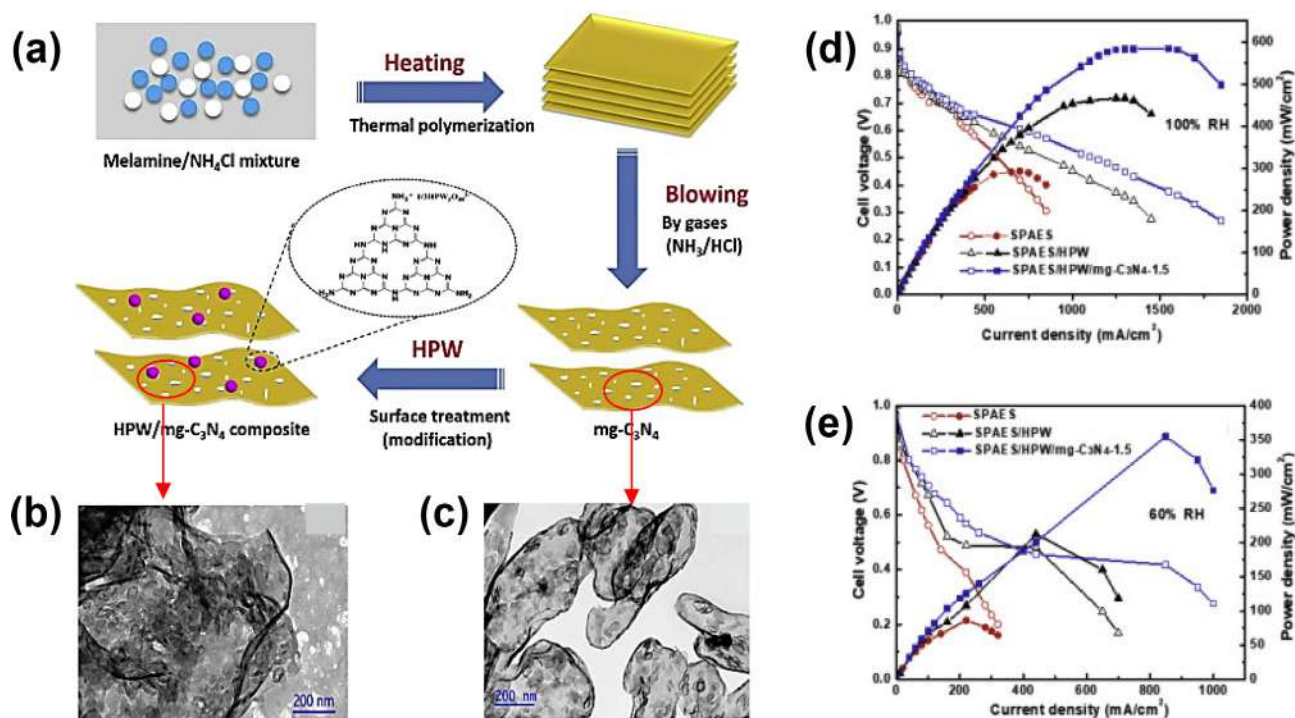 (a)
Heating
Thermal polymerization
Melamine/NH₄Cl mixture
Blowing
By gases
(NH₃/HCl)
HPW
Surface treatment
(modification)
HPW/mg-C₃N₄ composite
mg-C₃N₄
(b)
200 nm
(c)
200 nm
(d)
1.0
0.9
0.8
0.7
0.6
0.5
0.4
0.3
0.2
0.1
0.0
Cell voltage (V)
600
500
400
300
200
100
0
Power density (mW/cm²)
100% RH
SPAES
SPAES/HPW
SPAES/HPW/mg-C₃N₄-1.5
0
250
500
750
1000
1250
1500
1750
2000
Current density (mA/cm²)
(e)
1.0
0.8
0.6
0.4
0.2
0.0
Cell voltage (V)
400
350
300
250
200
150
100
50
0
Power density (mW/cm²)
SPAES
SPAES/HPW
SPAES/HPW/mg-C₃N₄-1.5
60% RH
0
200
400
600
800
1000
Current density (mA/cm²)